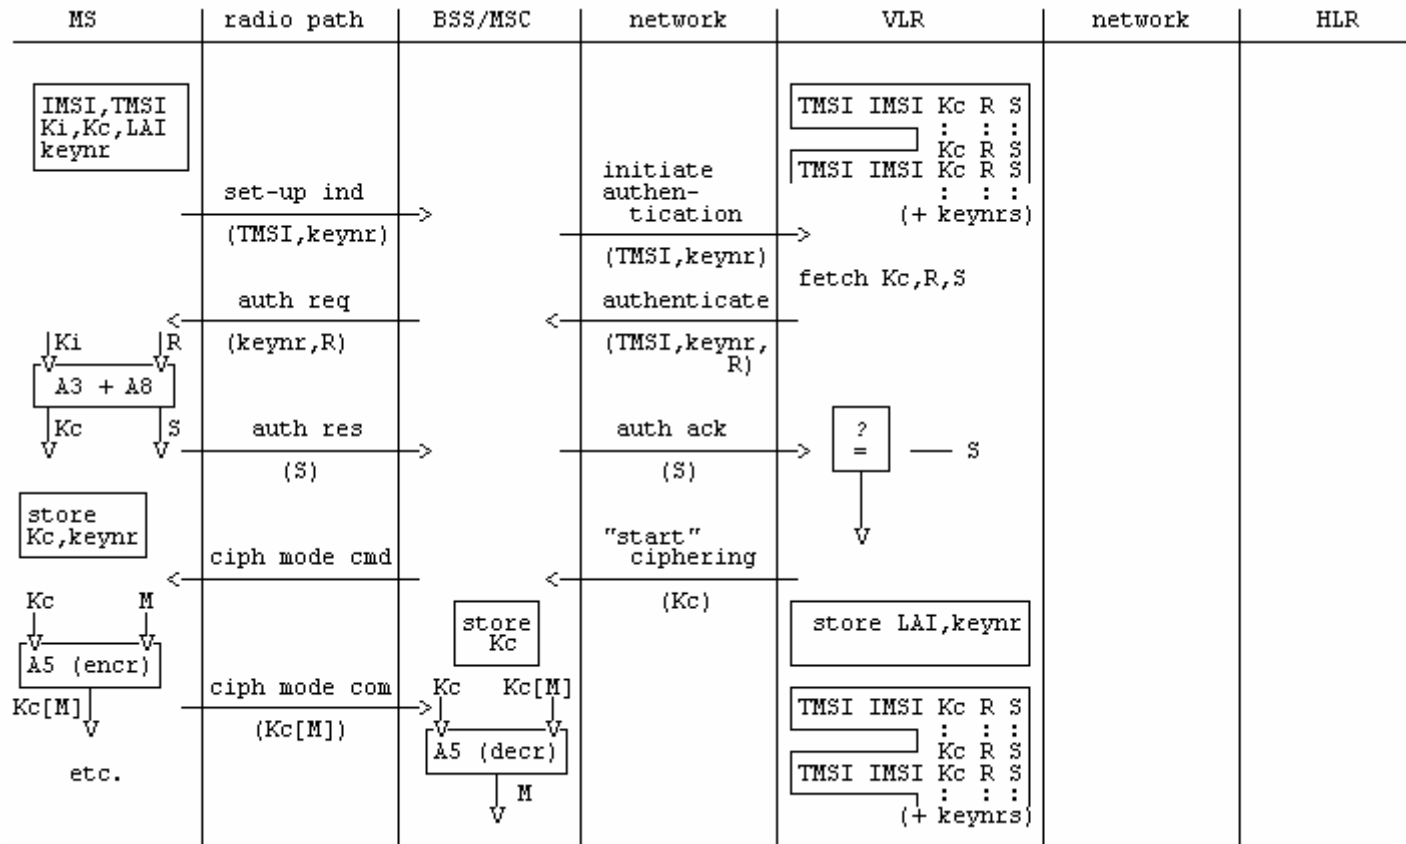 MS radio path BSS/MSC network VLR network HLR
IMSI,TMSI
Ki,Kc,LAI
keynr
TMSI IMSI Kc R S
: : :
Kc R S
TMSI IMSI Kc R S
: : :
(+ keynrs)
set-up ind
(TMSI,keynr)
initiate
authen-
tication
(TMSI,keynr)
fetch Kc,R,S
auth req
(keynr,R)
authenticate
(TMSI,keynr,
R)
Ki R
A3 + A8
Kc S
auth res
(S)
auth ack
(S)
?
=
S
store
Kc,keynr
ciph mode cmd
"start"
ciphering
(Kc)
Kc M
A5 (encr)
Kc[M]
store
Kc
store LAI,keynr
ciph mode com
(Kc[M])
Kc Kc[M]
A5 (decr)
M
TMSI IMSI Kc R S
: : :
Kc R S
TMSI IMSI Kc R S
: : :
(+ keynrs)
etc.